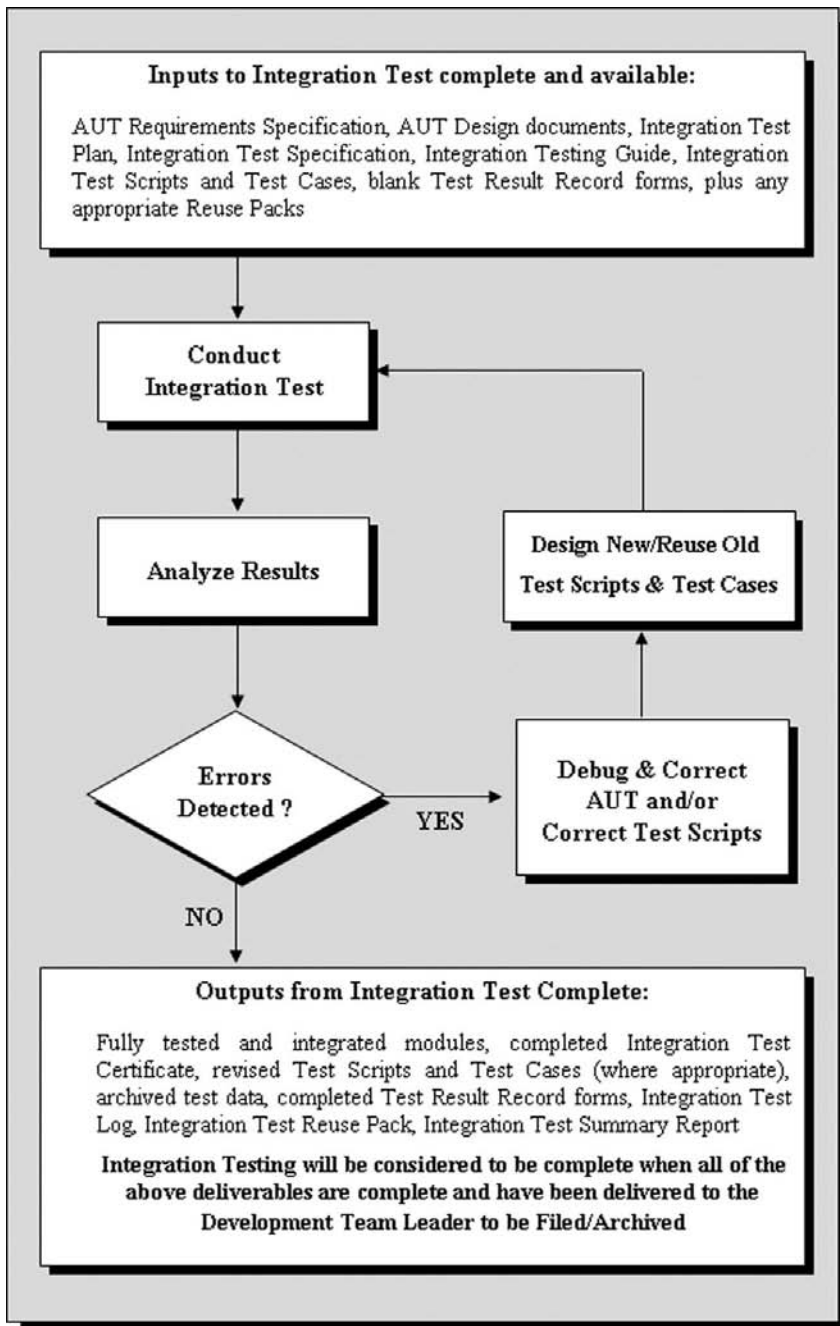 Inputs to Integration Test complete and available:
AUT Requirements Specification, AUT Design documents, Integration Test
Plan, Integration Test Specification, Integration Testing Guide, Integration
Test Scripts and Test Cases, blank Test Result Record forms, plus any
appropriate Reuse Packs
Conduct
Integration Test
Analyze Results
Design New/Reuse Old
Test Scripts & Test Cases
Errors
Detected ?
YES
Debug & Correct
AUT and/or
Correct Test Scripts
NO
Outputs from Integration Test Complete:
Fully tested and integrated modules, completed Integration Test
Certificate, revised Test Scripts and Test Cases (where appropriate),
archived test data, completed Test Result Record forms, Integration Test
Log, Integration Test Reuse Pack, Integration Test Summary Report
Integration Testing will be considered to be complete when all of the
above deliverables are complete and have been delivered to the
Development Team Leader to be Filed/Archived